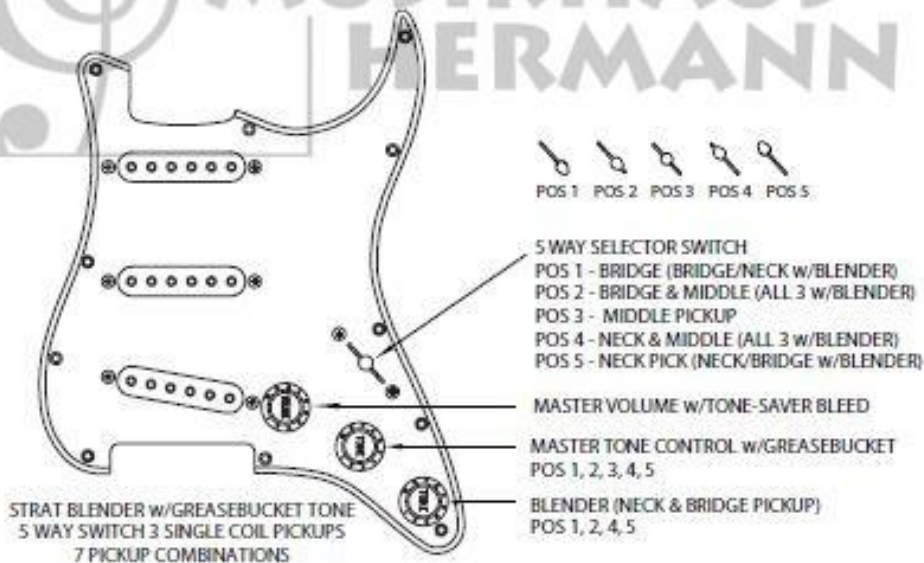 HERMANN
POS 1 POS 2 POS 3 POS 4 POS 5
5 WAY SELECTOR SWITCH
POS 1 - BRIDGE (BRIDGE/NECK w/BLENDER)
POS 2 - BRIDGE & MIDDLE (ALL 3 w/BLENDER)
POS 3 - MIDDLE PICKUP
POS 4 - NECK & MIDDLE (ALL 3 w/BLENDER)
POS 5 - NECK PICK (NECK/BRIDGE w/BLENDER)
MASTER VOLUME w/TONE-SAVER BLEED
MASTER TONE CONTROL w/GREASEBUCKET
POS 1, 2, 3, 4, 5
BLENDER (NECK & BRIDGE PICKUP)
POS 1, 2, 4, 5
TONE
TONE
STRAT BLENDER w/GREASEBUCKET TONE
5 WAY SWITCH 3 SINGLE COIL PICKUPS
7 PICKUP COMBINATIONS